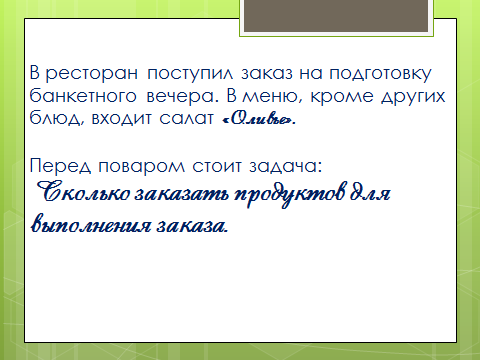 В ресторан поступил заказ на подготовку
банкетного вечера. В меню, кроме других
блюд, входит салат «Оливье».
Перед поваром стоит задача:
Сколько заказать продуктов для
выполнения заказа.